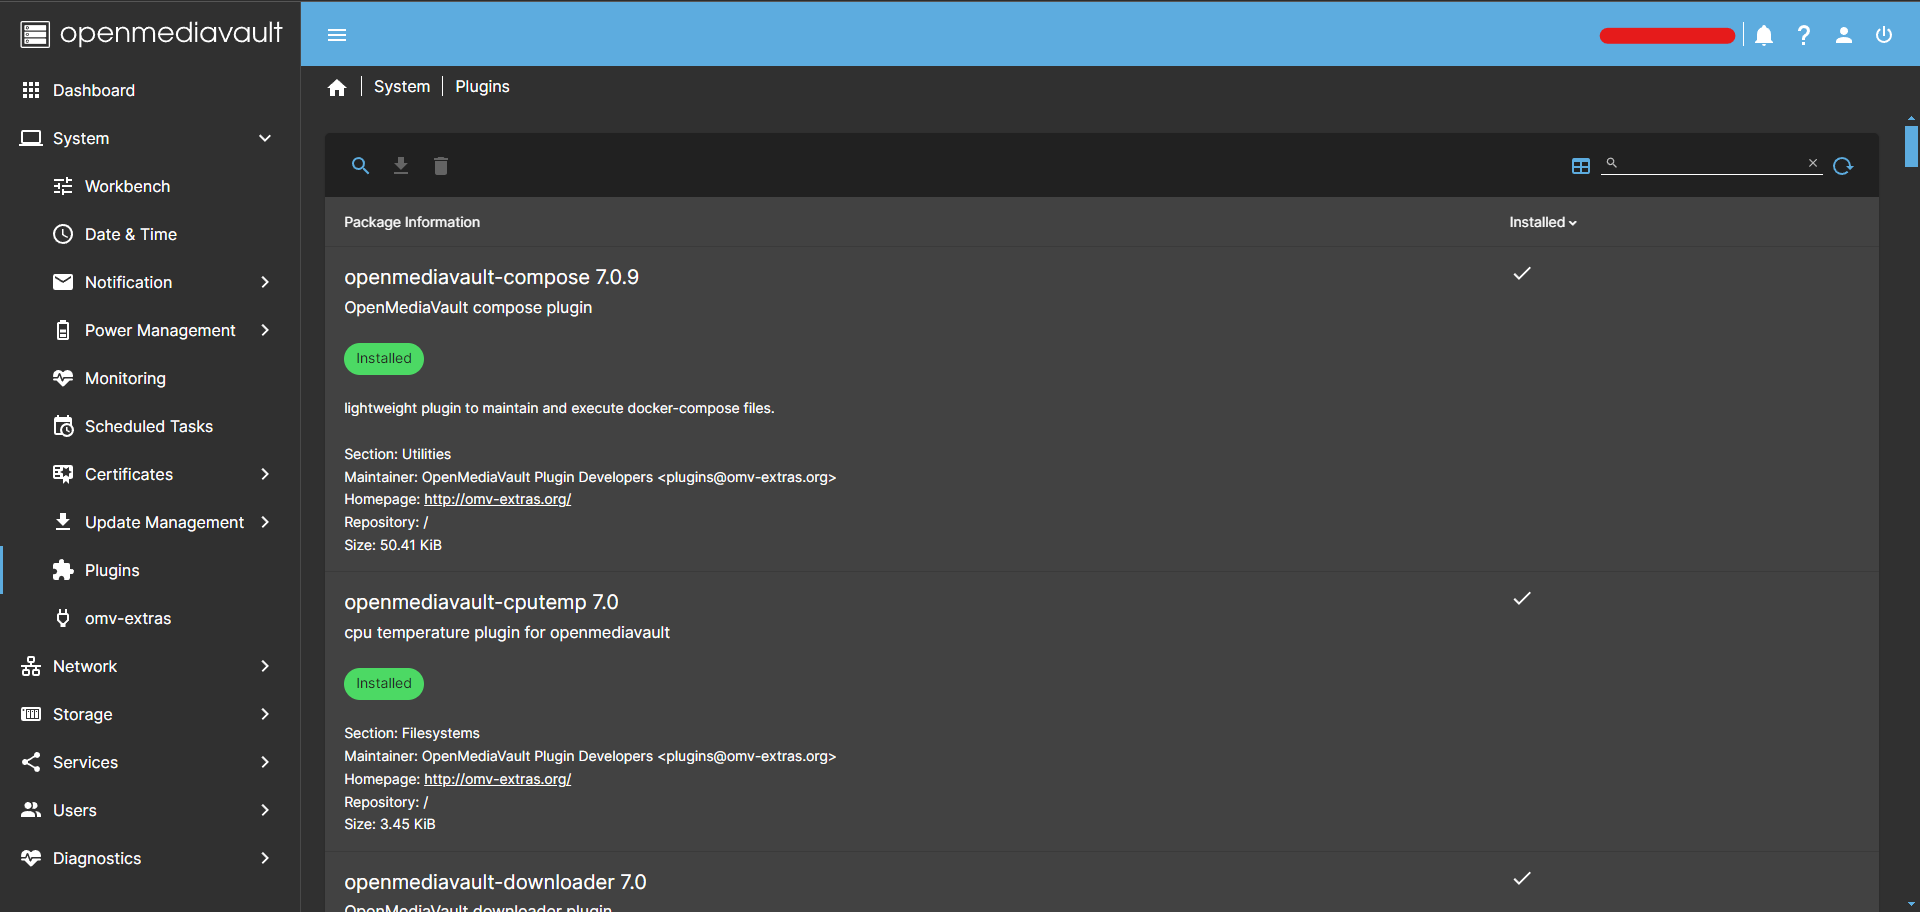 openmediavault
Dashboard
System
Workbench
Date & Time
Notification
Power Management
Monitoring
Scheduled Tasks
Certificates
Update Management
Plugins
omv-extras
Network
Storage
Services
Users
Diagnostics
System | Plugins
Package Information Installed
openmediavault-compose 7.0.9
OpenMediaVault compose plugin
Installed
lightweight plugin to maintain and execute docker-compose files.
Section: Utilities
Maintainer: OpenMediaVault Plugin Developers <plugins@omv-extras.org>
Homepage: http://omv-extras.org/
Repository: /
Size: 50.41 KiB
openmediavault-cputemp 7.0
cpu temperature plugin for openmediavault
Installed
Section: Filesystems
Maintainer: OpenMediaVault Plugin Developers <plugins@omv-extras.org>
Homepage: http://omv-extras.org/
Repository: /
Size: 3.45 KiB
openmediavault-downloader 7.0
OpenMediaVault downloader plugin